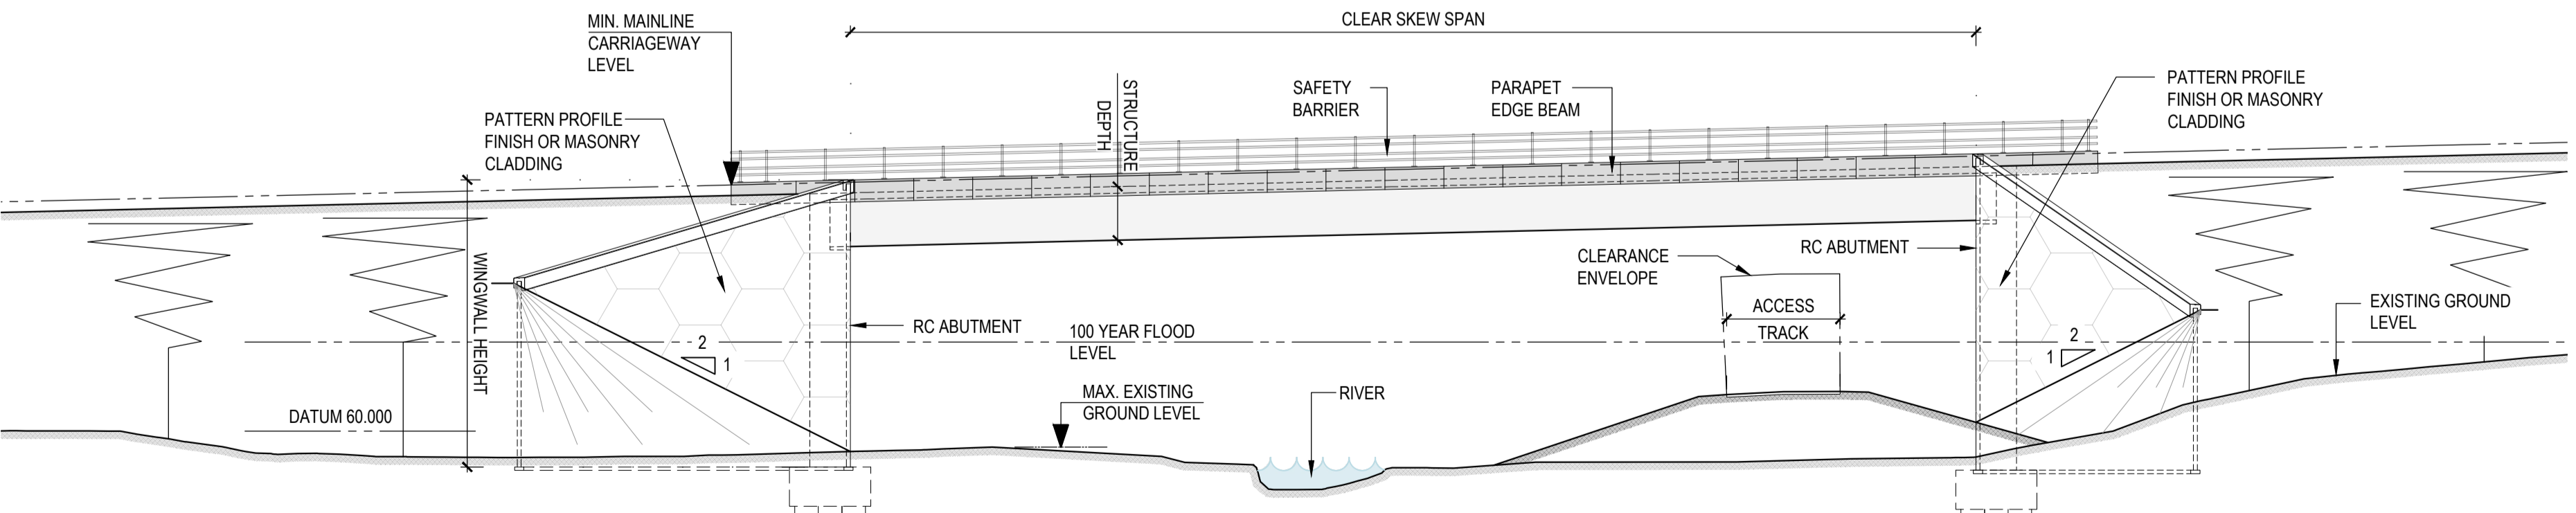 MIN. MAINLINE
CARRIAGEWAY
LEVEL
CLEAR SKEW SPAN
PATTERN PROFILE
FINISH OR MASONRY
CLADDING
STRUCTURE
DEPTH
SAFETY
BARRIER
PARAPET
EDGE BEAM
PATTERN PROFILE
FINISH OR MASONRY
CLADDING
WINGWALL HEIGHT
RC ABUTMENT
CLEARANCE
ENVELOPE
RC ABUTMENT
ACCESS
TRACK
EXISTING GROUND
LEVEL
RC ABUTMENT
100 YEAR FLOOD
LEVEL
2
1
2
1
MAX. EXISTING
GROUND LEVEL
RIVER
DATUM 60.000